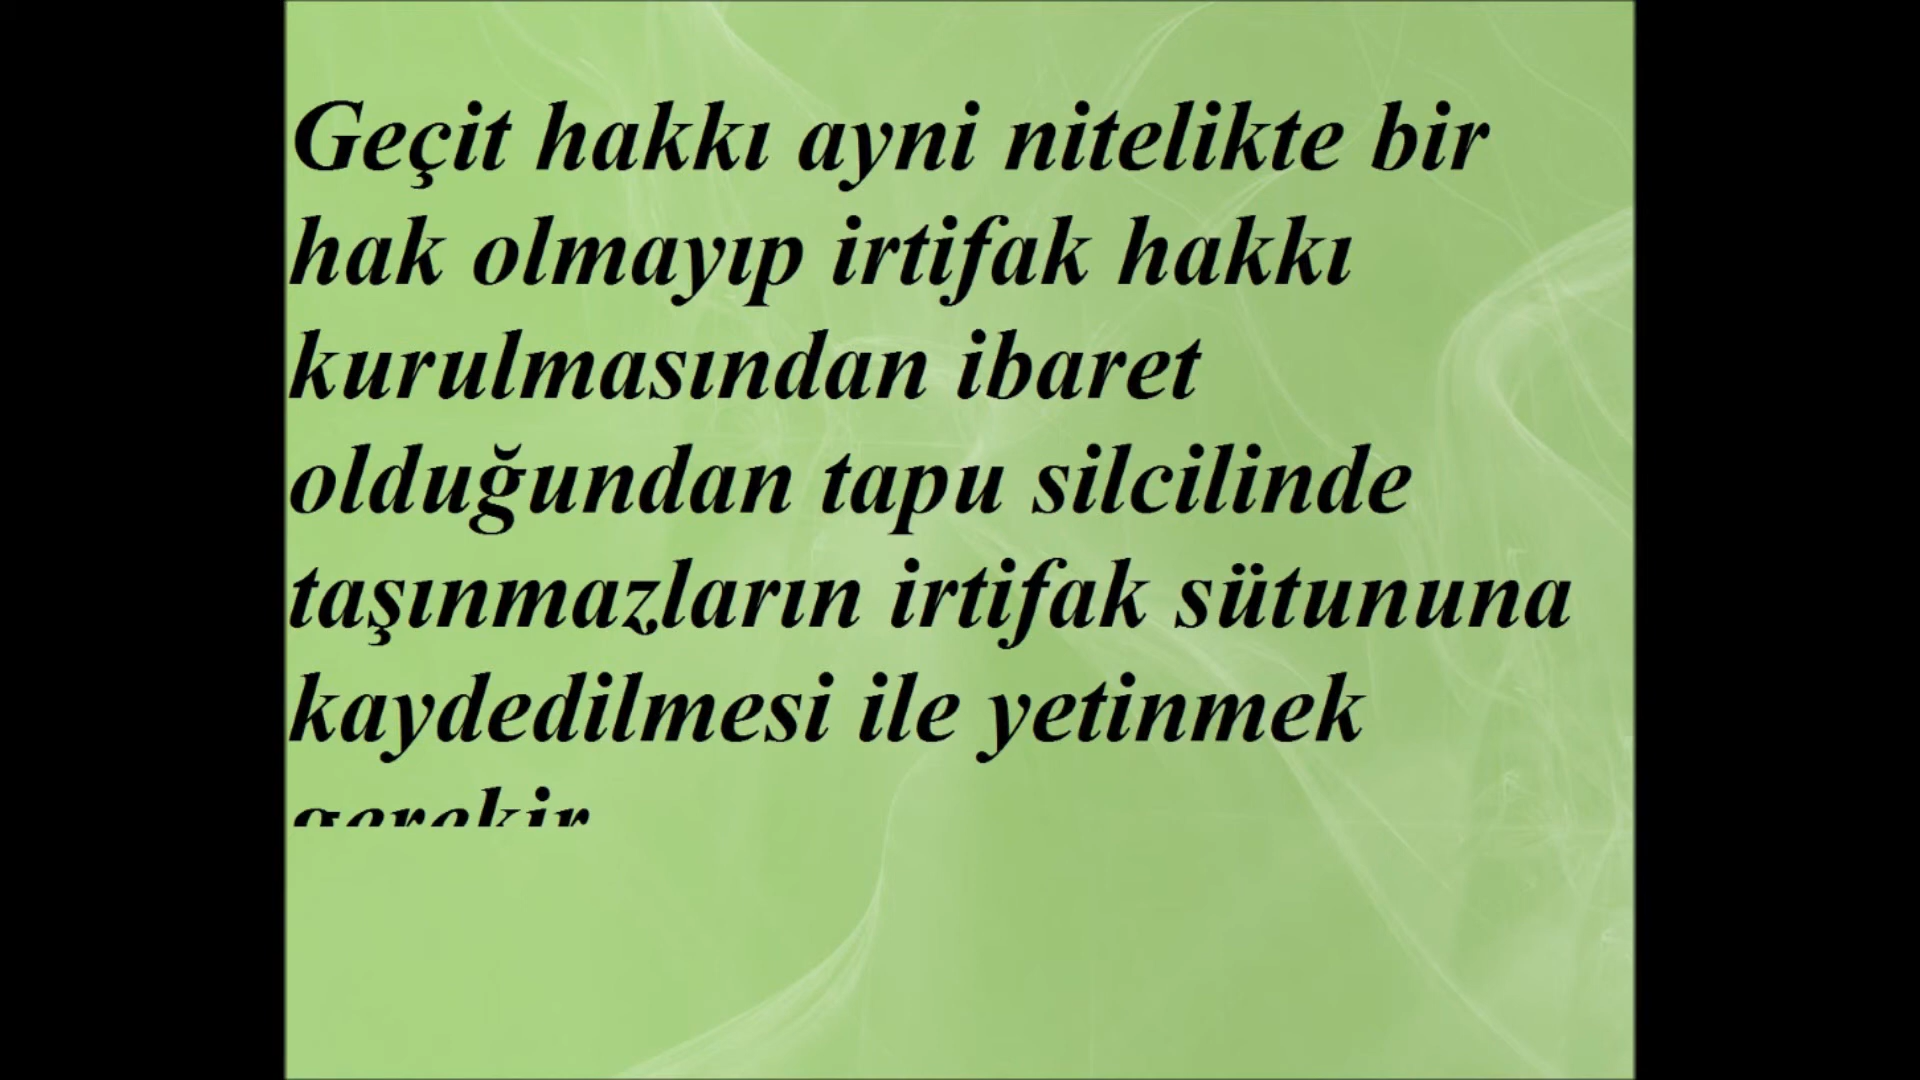 Geçit hakkı ayni nitelikte bir
hak olmayıp irtifak hakkı
kurulmasından ibaret
olduğundan tapu silcilinde
taşınmazların irtifak sütununa
kaydedilmesi ile yetinmek
gerekir